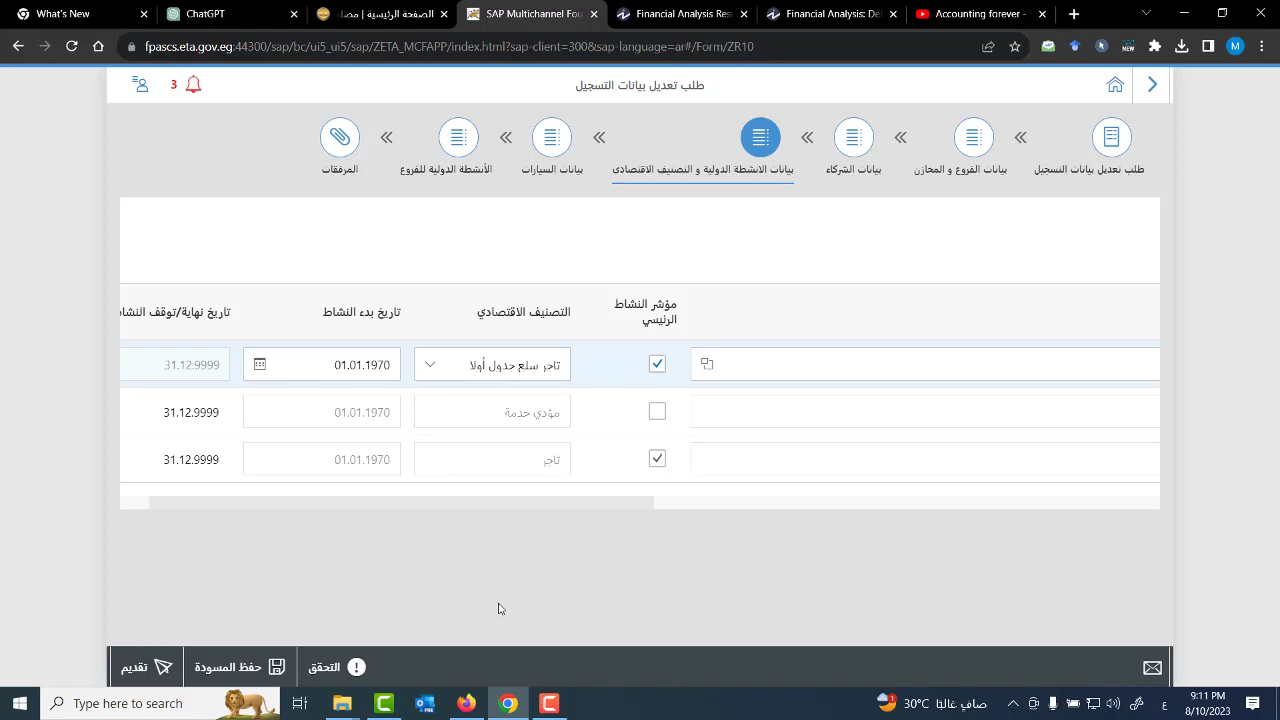 What's New
ChatGPT
الصفحة الرئيسية | مصل
SAP Multichannel Fou
Financial Analysis Res
Financial Analysis: Del
Accounting forever -
fpascs.eta.gov.eg:44300/sap/bc/ui5_ui5/sap/ZETA_MCFAPP/index.html?sap-client=300&sap-language=ar#/Form/ZR10
NEW
M
3
طلب تعديل بيانات التسجيل
طلب تعديل بيانات التسجيل
بيانات الفروع و المخازن
بيانات الشركاء
بيانات الانشطة الدولية و التصنيف الاقتصادى
بيانات السيارات
الأنشطة الدولية للفروع
المرفقات
مؤشر النشاط الرئيسي
التصنيف الاقتصادي
تاريخ بدء النشاط
تاريخ نهاية/توقف النشاط
تاجر سلع جدول أولا
01.01.1970
31.12.9999
مؤدي خدمة
01.01.1970
31.12.9999
تاجر
01.01.1970
31.12.9999
التحقق
حفظ المسودة
تقديم
Type here to search
30°C صافٍ غالبًا
ع
9:11 PM
8/10/2023